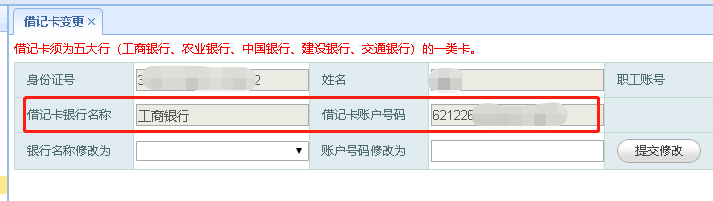 借记卡变更 ×
借记卡须为五大行（工商银行、农业银行、中国银行、建设银行、交通银行）的一类卡。
身份证号 3 2 姓名 职工账号
借记卡银行名称 工商银行 借记卡账户号码 621226
银行名称修改为 账户号码修改为 提交修改